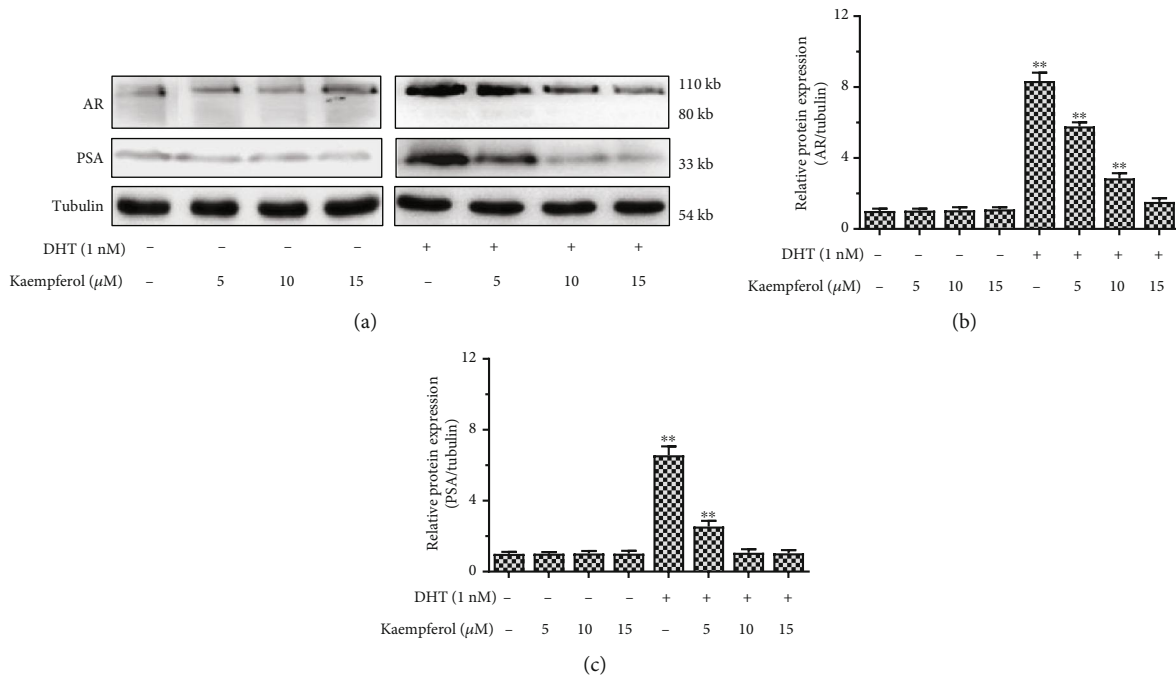 AR
110 kb
80 kb
PSA
33 kb
Tubulin
54 kb
DHT (1 nM) – – – – + + + +
Kaempferol (μM) – 5 10 15 – 5 10 15
(a)
12
8
4
0
Relative protein expression
(AR/tubulin)
** ** **
DHT (1 nM) – – – – + + + +
Kaempferol (μM) – 5 10 15 – 5 10 15
(b)
12
8
4
0
Relative protein expression
(PSA/tubulin)
** **
DHT (1 nM) – – – – + + + +
Kaempferol (μM) – 5 10 15 – 5 10 15
(c)